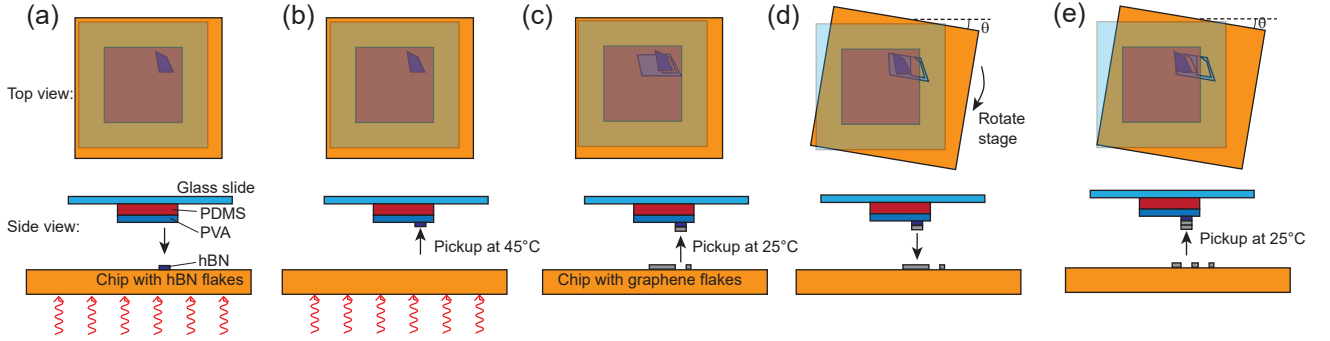 (a)
(b)
(c)
(d)
(e)
θ
θ
Top view:
Rotate
stage
Glass slide
PDMS
PVA
Side view:
hBN
Pickup at 45°C
Pickup at 25°C
Pickup at 25°C
Chip with hBN flakes
Chip with graphene flakes